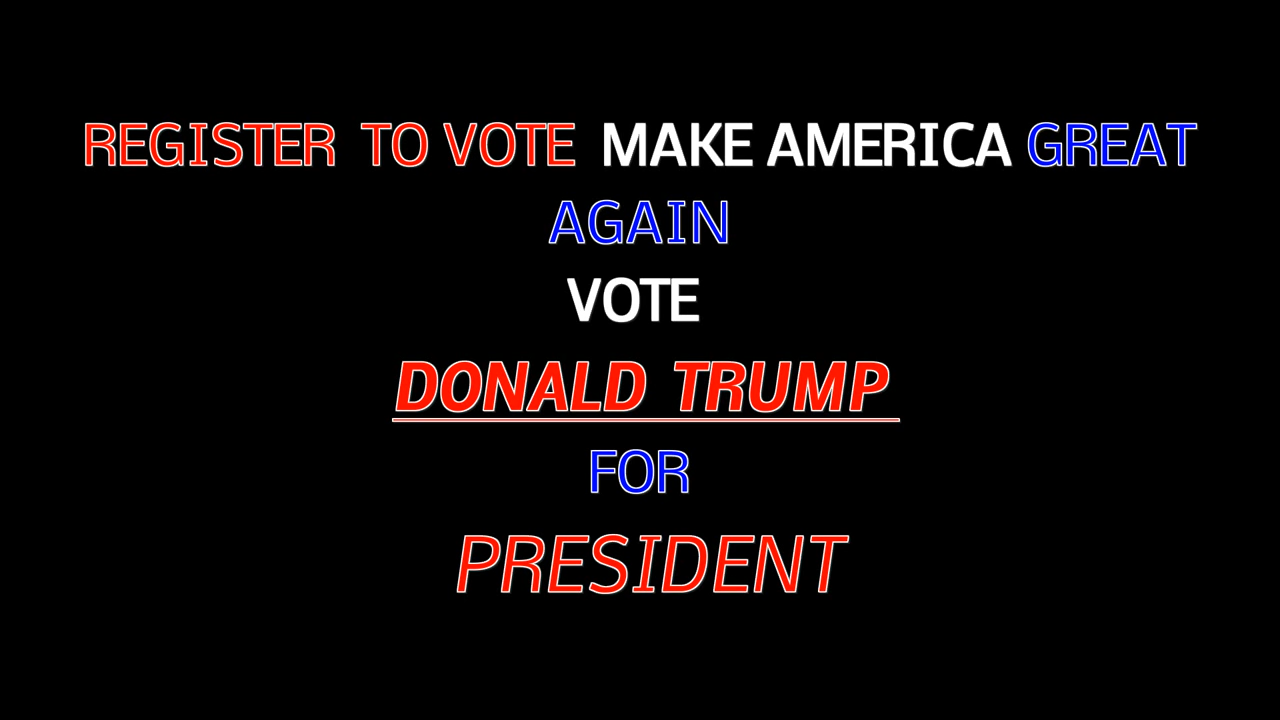 REGISTER TO VOTE MAKE AMERICA GREAT
AGAIN
VOTE
DONALD TRUMP
FOR
PRESIDENT